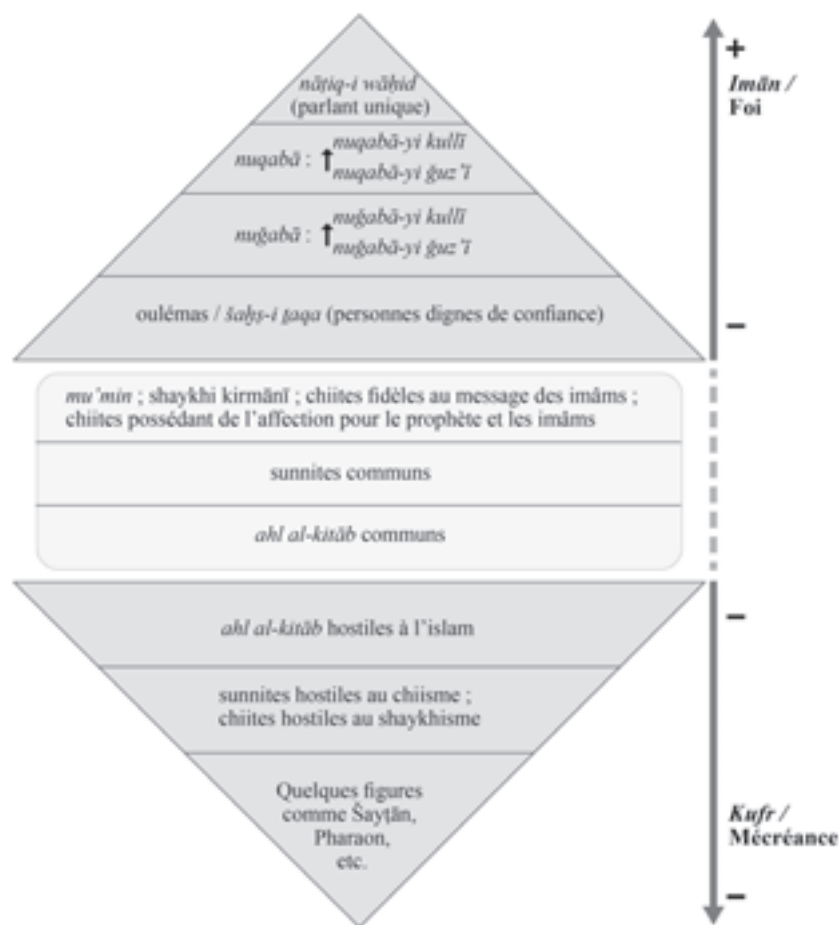 nāṭiq-i wāḥid
(parlant unique)
nuqabā : ↑ nuqabā-yi kullī
nuqabā-yi ǧuz’ī
nuǧabā : ↑ nuǧabā-yi kullī
nuǧabā-yi ǧuz’ī
oulémas / šaḫṣ-i ṯaqa (personnes dignes de confiance)
+
Imān /
Foi
−
mu’min ; shaykhi kirmānī ; chiites fidèles au message des imâms ;
chiites possédant de l’affection pour le prophète et les imâms
sunnites communs
ahl al-kitāb communs
ahl al-kitāb hostiles à l’islam
sunnites hostiles au chiisme ;
chiites hostiles au shaykhisme
Quelques figures
comme Šayṭān,
Pharaon,
etc.
−
Kufr /
Mécréance
−